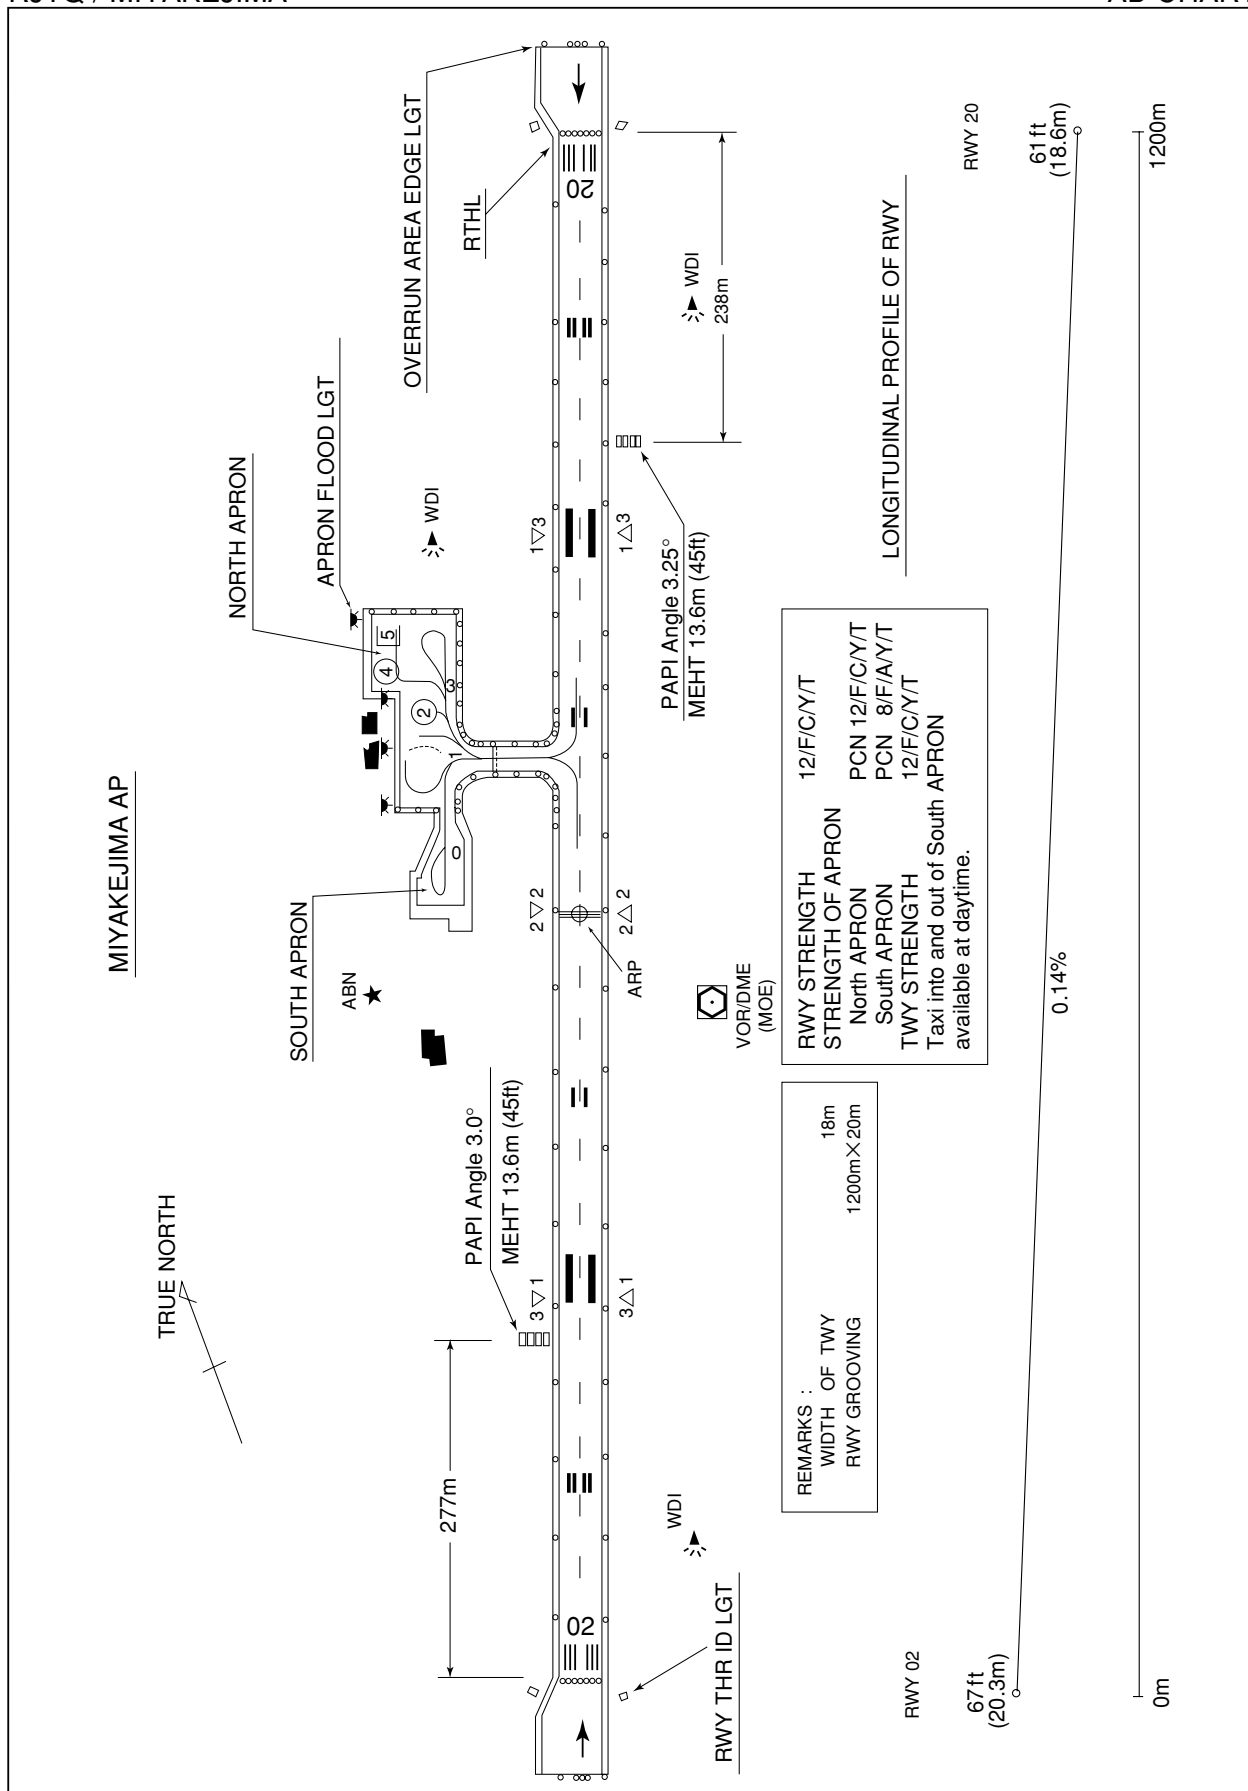 RJTQ / MIYAKEJIMA
AD CHART
MIYAKEJIMA AP
TRUE NORTH
OVERRUN AREA EDGE LGT
RTHL
APRON FLOOD LGT
NORTH APRON
SOUTH APRON
ABN
WDI
WDI
WDI
5
4
3
2
1
0
20
02
1 3
1 3
2 2
2 2
3 1
3 1
ARP
238m
277m
PAPI Angle 3.25°
MEHT 13.6m (45ft)
PAPI Angle 3.0°
MEHT 13.6m (45ft)
VOR/DME
(MOE)
RWY THR ID LGT
REMARKS :
WIDTH OF TWY 18m
RWY GROOVING 1200m×20m
RWY STRENGTH 12/F/C/Y/T
STRENGTH OF APRON
North APRON PCN 12/F/C/Y/T
South APRON PCN 8/F/A/Y/T
TWY STRENGTH 12/F/C/Y/T
Taxi into and out of South APRON
available at daytime.
LONGITUDINAL PROFILE OF RWY
RWY 02
67ft
(20.3m)
0.14%
RWY 20
61ft
(18.6m)
0m
1200m